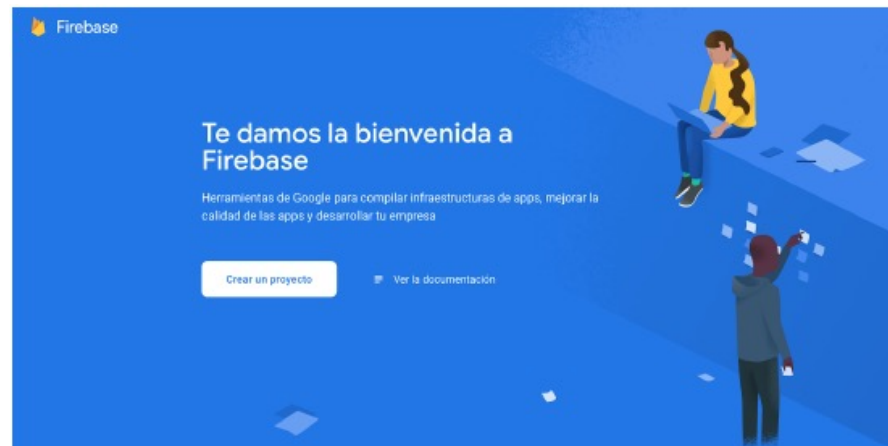 Firebase
Te damos la bienvenida a
Firebase
Herramientas de Google para compilar infraestructuras de apps, mejorar la
calidad de las apps y desarrollar tu empresa
Crear un proyecto
Ver la documentación